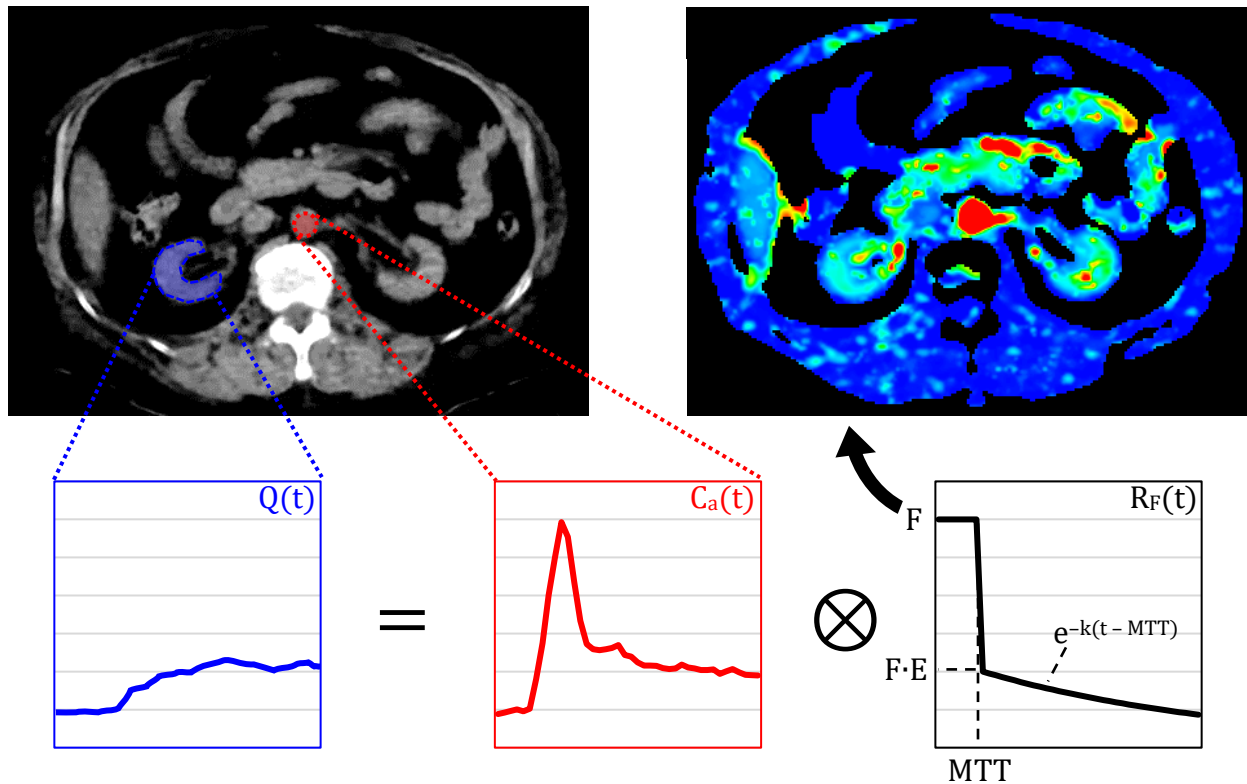 Q(t)
=
Cₐ(t)
⊗
F
R_F(t)
F·E
e^{–k(t – MTT)}
MTT